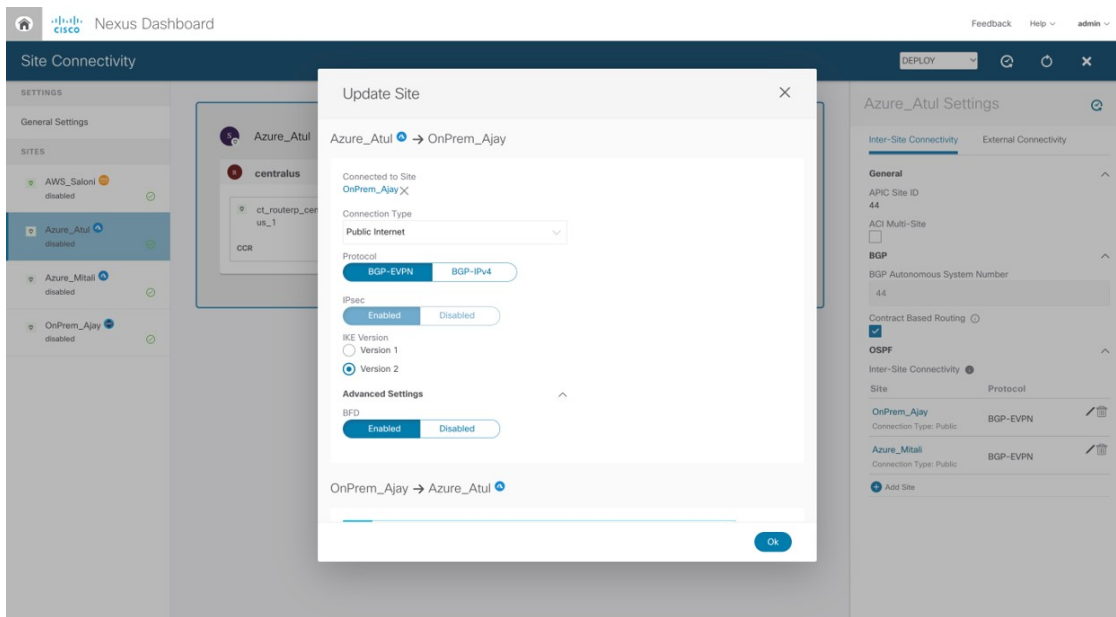 CISCO Nexus Dashboard
Feedback Help admin
Site Connectivity
DEPLOY
SETTINGS
General Settings
SITES
AWS_Saloni
disabled
Azure_Atul
disabled
Azure_Mitali
disabled
OnPrem_Ajay
disabled
S
Azure_Atul
R
centralus
ct_routerp_cen
us_1
CCR
Update Site
Azure_Atul → OnPrem_Ajay
Connected to Site
OnPrem_Ajay
Connection Type
Public Internet
Protocol
BGP-EVPN BGP-IPv4
IPsec
Enabled Disabled
IKE Version
Version 1
Version 2
Advanced Settings
BFD
Enabled Disabled
OnPrem_Ajay → Azure_Atul
Ok
Azure_Atul Settings
Inter-Site Connectivity External Connectivity
General
APIC Site ID
44
ACI Multi-Site
BGP
BGP Autonomous System Number
44
Contract Based Routing
OSPF
Inter-Site Connectivity
Site Protocol
OnPrem_Ajay BGP-EVPN
Connection Type: Public
Azure_Mitali BGP-EVPN
Connection Type: Public
Add Site